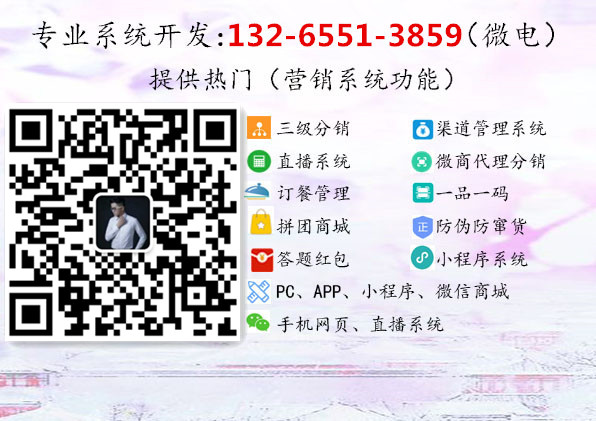 专业系统开发:132-6551-3859(微电)
提供热门（营销系统功能）
三级分销 渠道管理系统
直播系统 微商代理分销
订餐管理 一品一码
拼团商城 防伪防窜货
答题红包 小程序系统
PC、APP、小程序、微信商城
手机网页、直播系统